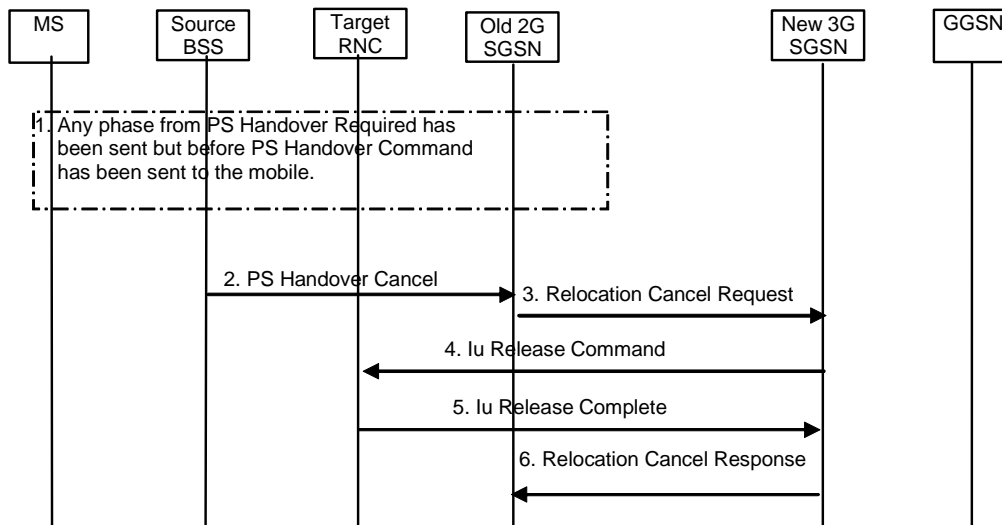 MS
Source
BSS
Target
RNC
Old 2G
SGSN
New 3G
SGSN
GGSN
1. Any phase from PS Handover Required has
been sent but before PS Handover Command
has been sent to the mobile.
2. PS Handover Cancel
3. Relocation Cancel Request
4. Iu Release Command
5. Iu Release Complete
6. Relocation Cancel Response